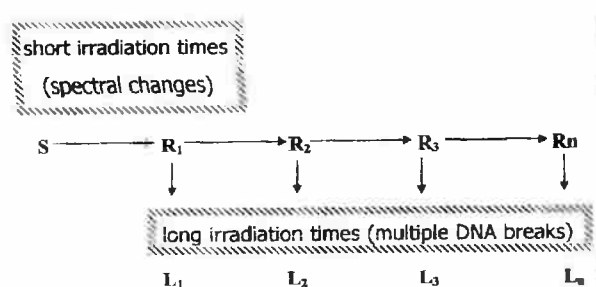 short irradiation times
(spectral changes)
S R₁ R₂ R₃ Rn
long irradiation times (multiple DNA breaks)
L₁ L₂ L₃ Lₙ